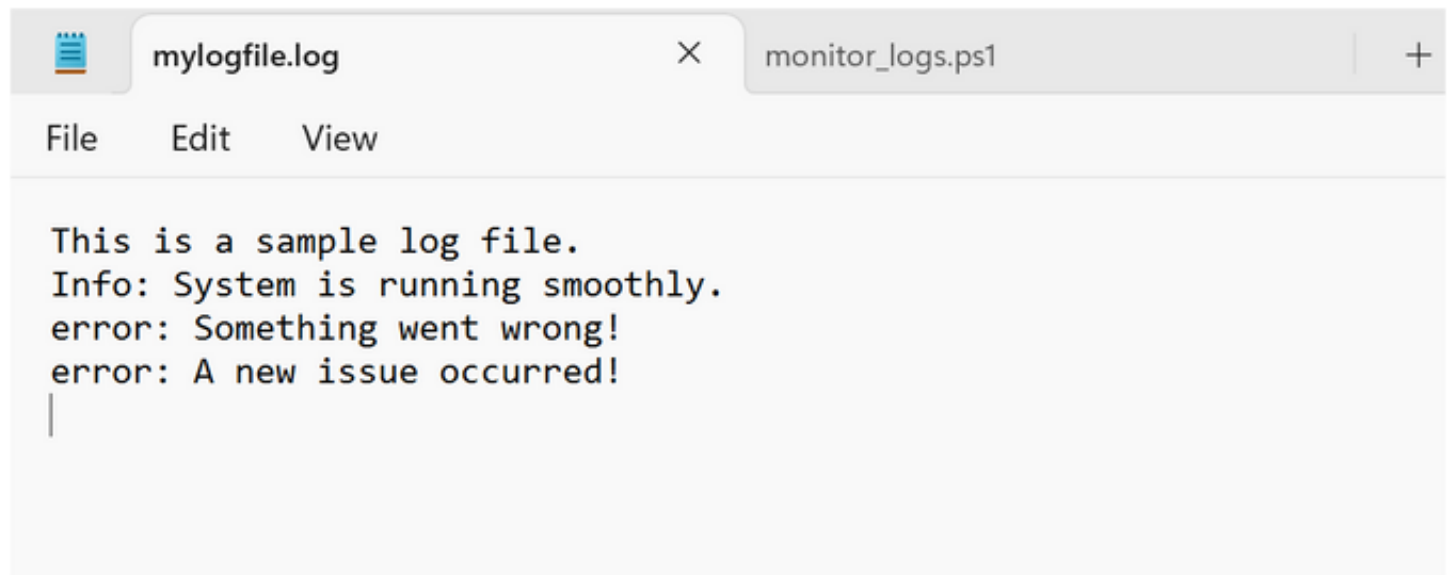 mylogfile.log × monitor_logs.ps1 +
File Edit View
This is a sample log file.
Info: System is running smoothly.
error: Something went wrong!
error: A new issue occurred!